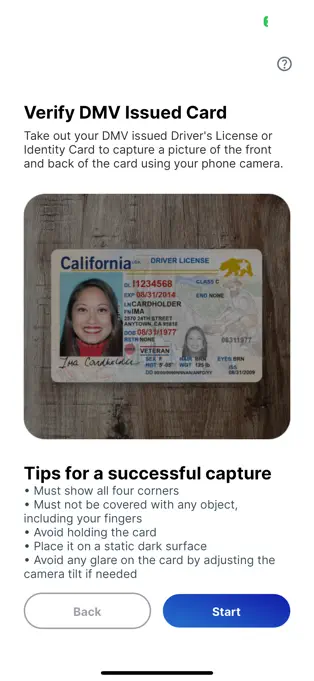 Verify DMV Issued Card
Take out your DMV issued Driver's License or
Identity Card to capture a picture of the front
and back of the card using your phone camera.
California USA DRIVER LICENSE
DL I1234568
CLASS C
EXP 08/31/2014
END NONE
LN CARDHOLDER
FN IMA
2570 24TH STREET
ANYTOWN, CA 95818
DOB 08/31/1977
RSTR NONE
08311977
VETERAN
SEX F
HAIR BRN
EYES BRN
HGT 5'-05"
WGT 125 lb
ISS
08/31/2009
Ima Cardholder
Tips for a successful capture
• Must show all four corners
• Must not be covered with any object,
including your fingers
• Avoid holding the card
• Place it on a static dark surface
• Avoid any glare on the card by adjusting the
camera tilt if needed
Back
Start